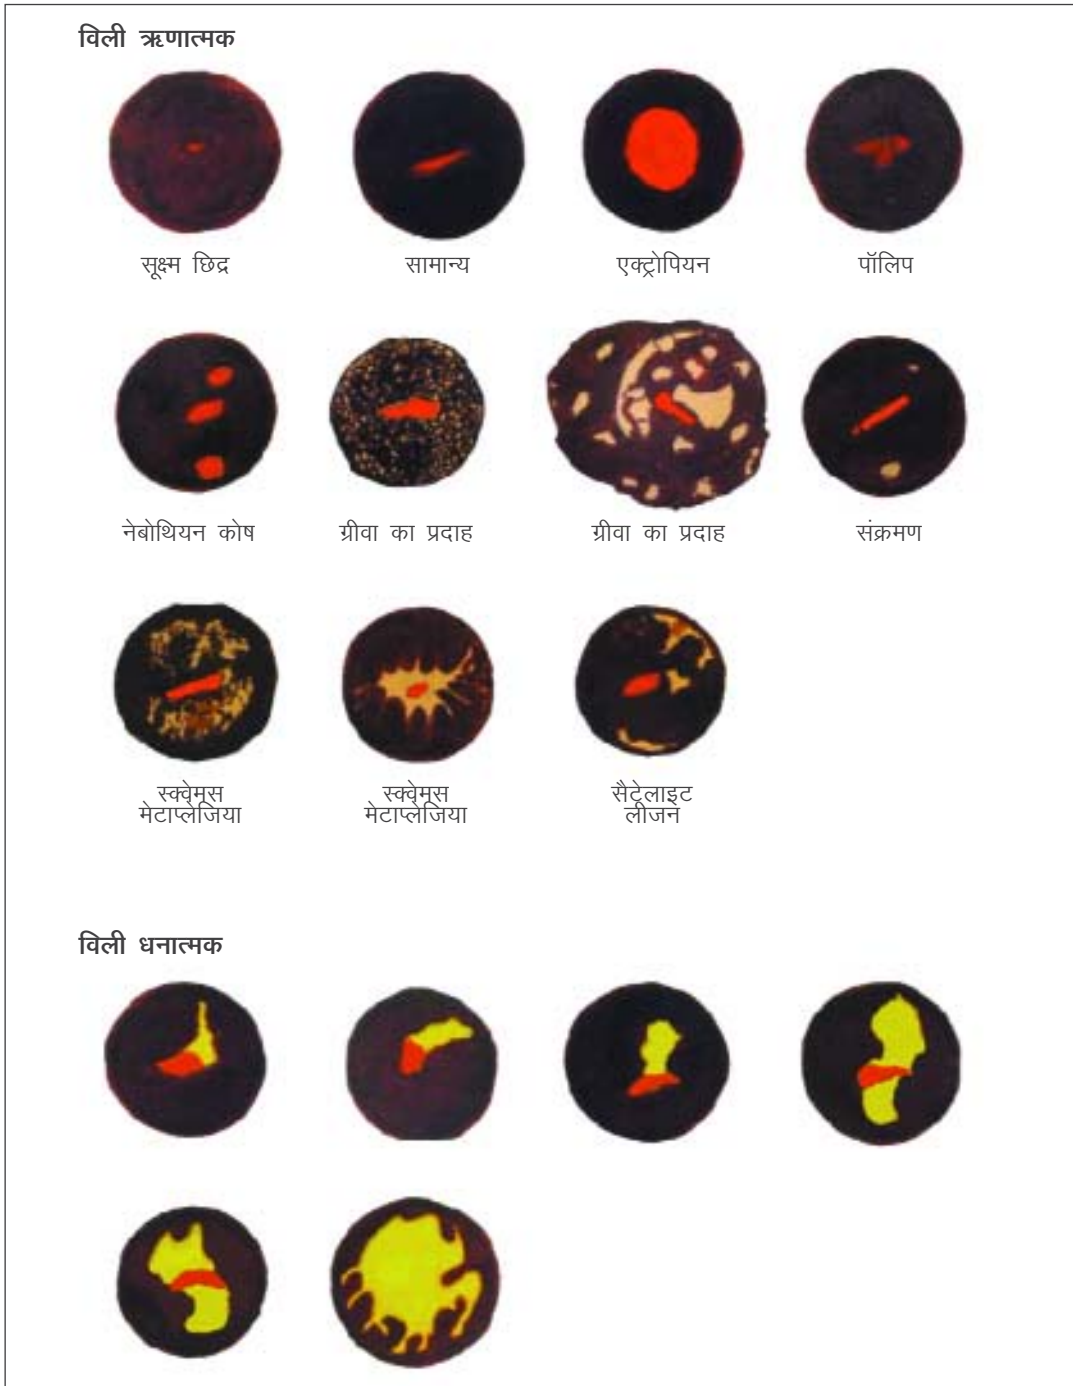 विली ऋणात्मक
सूक्ष्म छिद्र सामान्य एक्ट्रोपियन पॉलिप
नेबोथियन कोष ग्रीवा का प्रदाह ग्रीवा का प्रदाह संक्रमण
स्क्वेमस स्क्वेमस सैटेलाइट
मेटाप्लेजिया मेटाप्लेजिया लीजन
विली धनात्मक